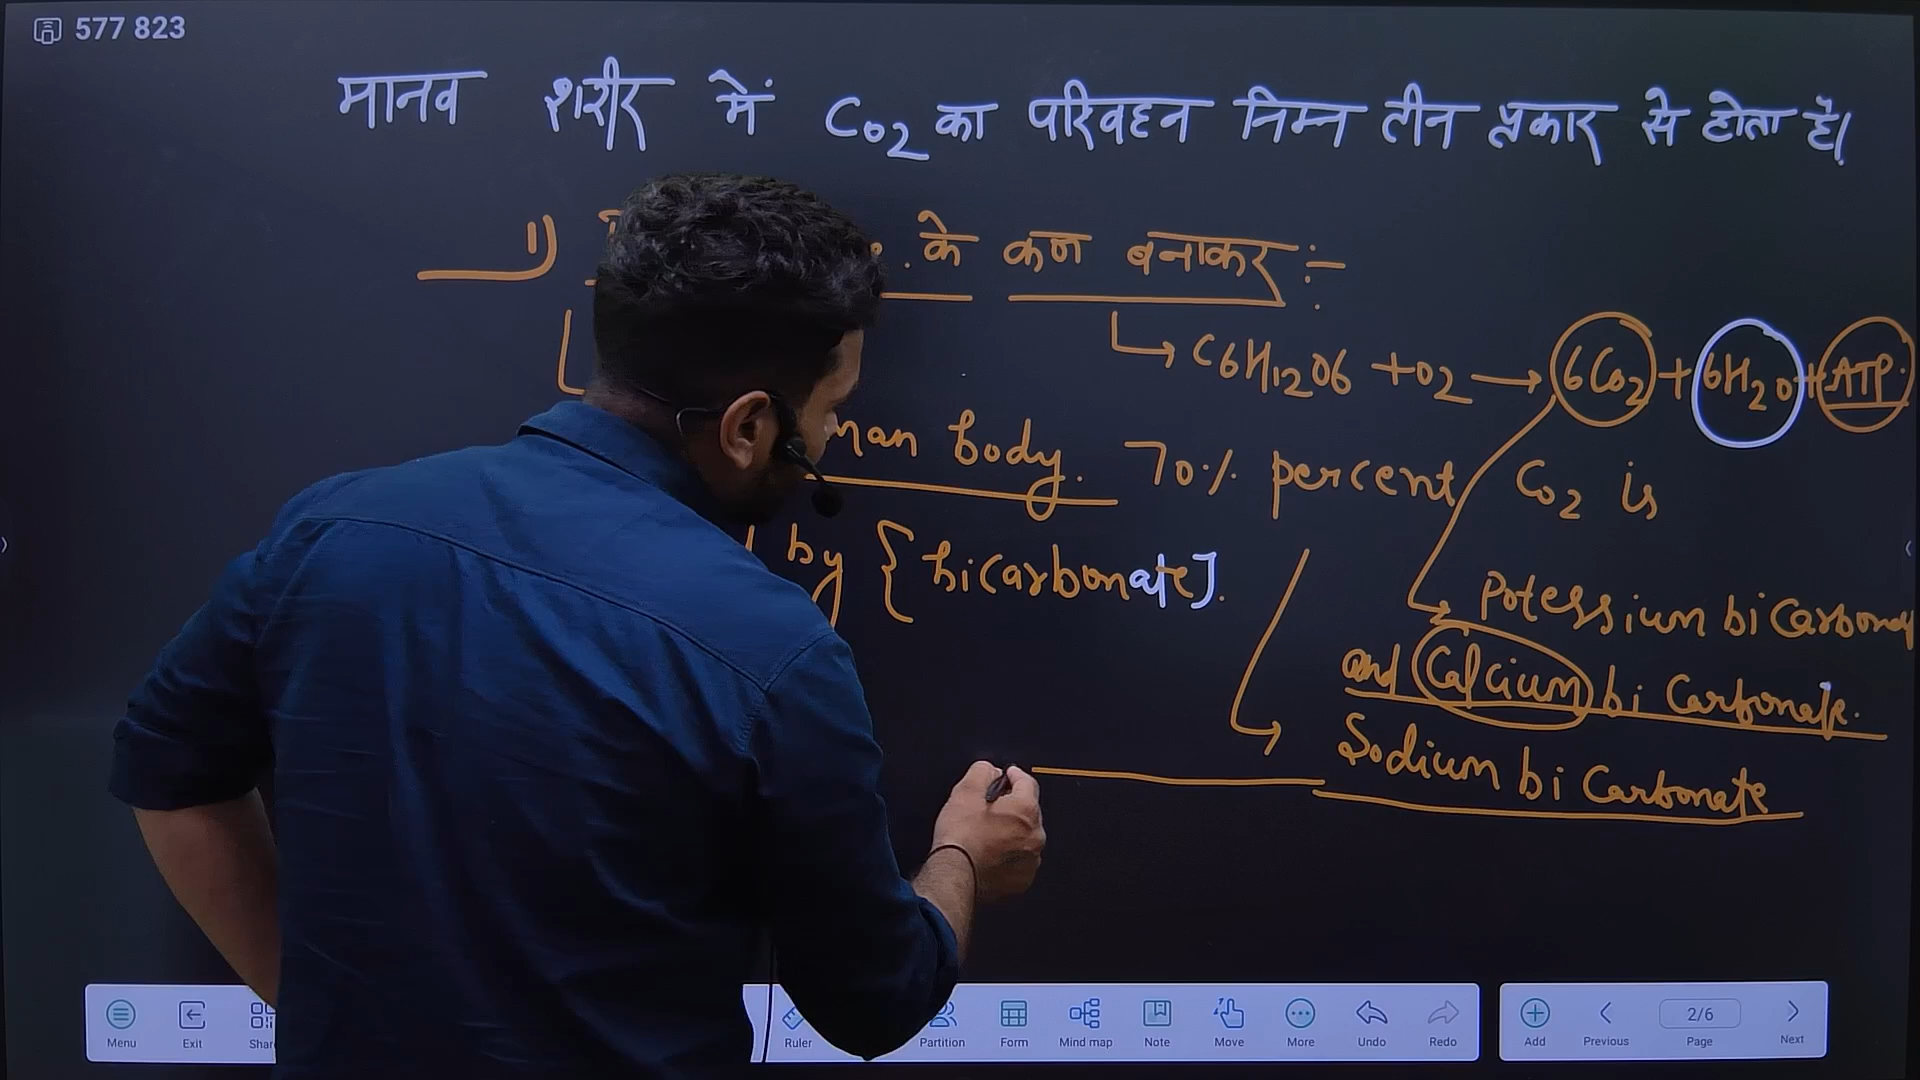 577 823
मानव शरीर में CO2 का परिवहन निम्न तीन प्रकार से होता है।
1) के कण बनाकर :-
C6H12O6 + O2 → 6CO2 + 6H2O + ATP.
man body. 70% percent CO2 is
by { bicarbonate].
Potessium bicarbonat
and Calcium bi Carbonate.
Sodium bi Carbonate
Menu Exit Shar Ruler Partition Form Mind map Note Move More Undo Redo Add Previous 2/6 Page Next